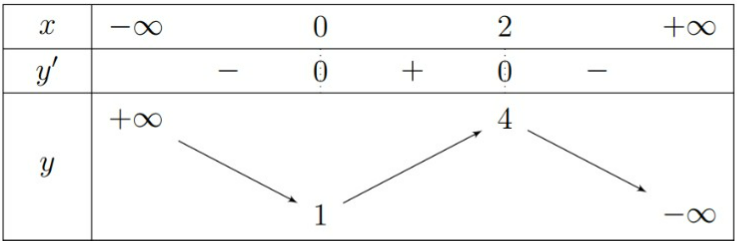 x −∞ 0 2 +∞
y′ − 0 + 0 −
+∞ 4
y
1 −∞